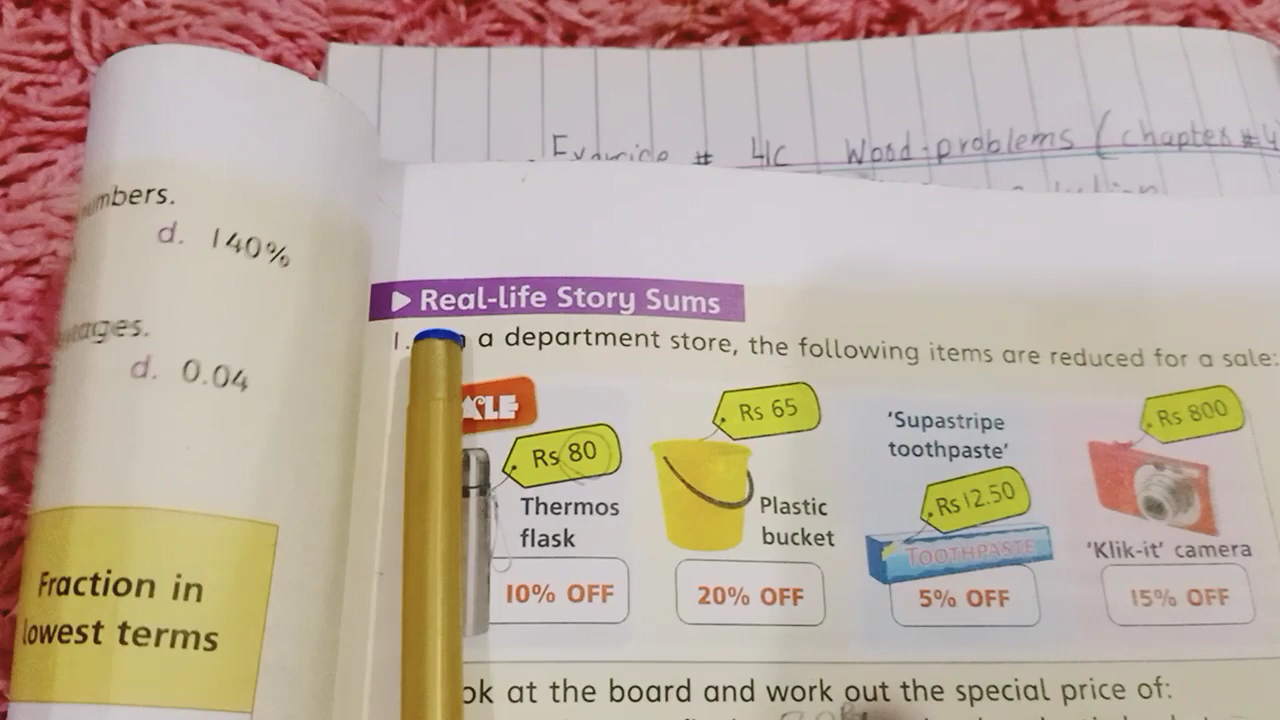 Exercise # 41C Word problems (chapter #4
umbers.
d. 140%
ages.
d. 0.04
Fraction in
lowest terms
Real-life Story Sums
1. a department store, the following items are reduced for a sale:
Rs 80
Thermos
flask
10% OFF
Rs 65
Plastic
bucket
20% OFF
'Supastripe
toothpaste'
Rs 12.50
TOOTHPASTE
5% OFF
Rs 800
'Klik-it' camera
15% OFF
ok at the board and work out the special price of: